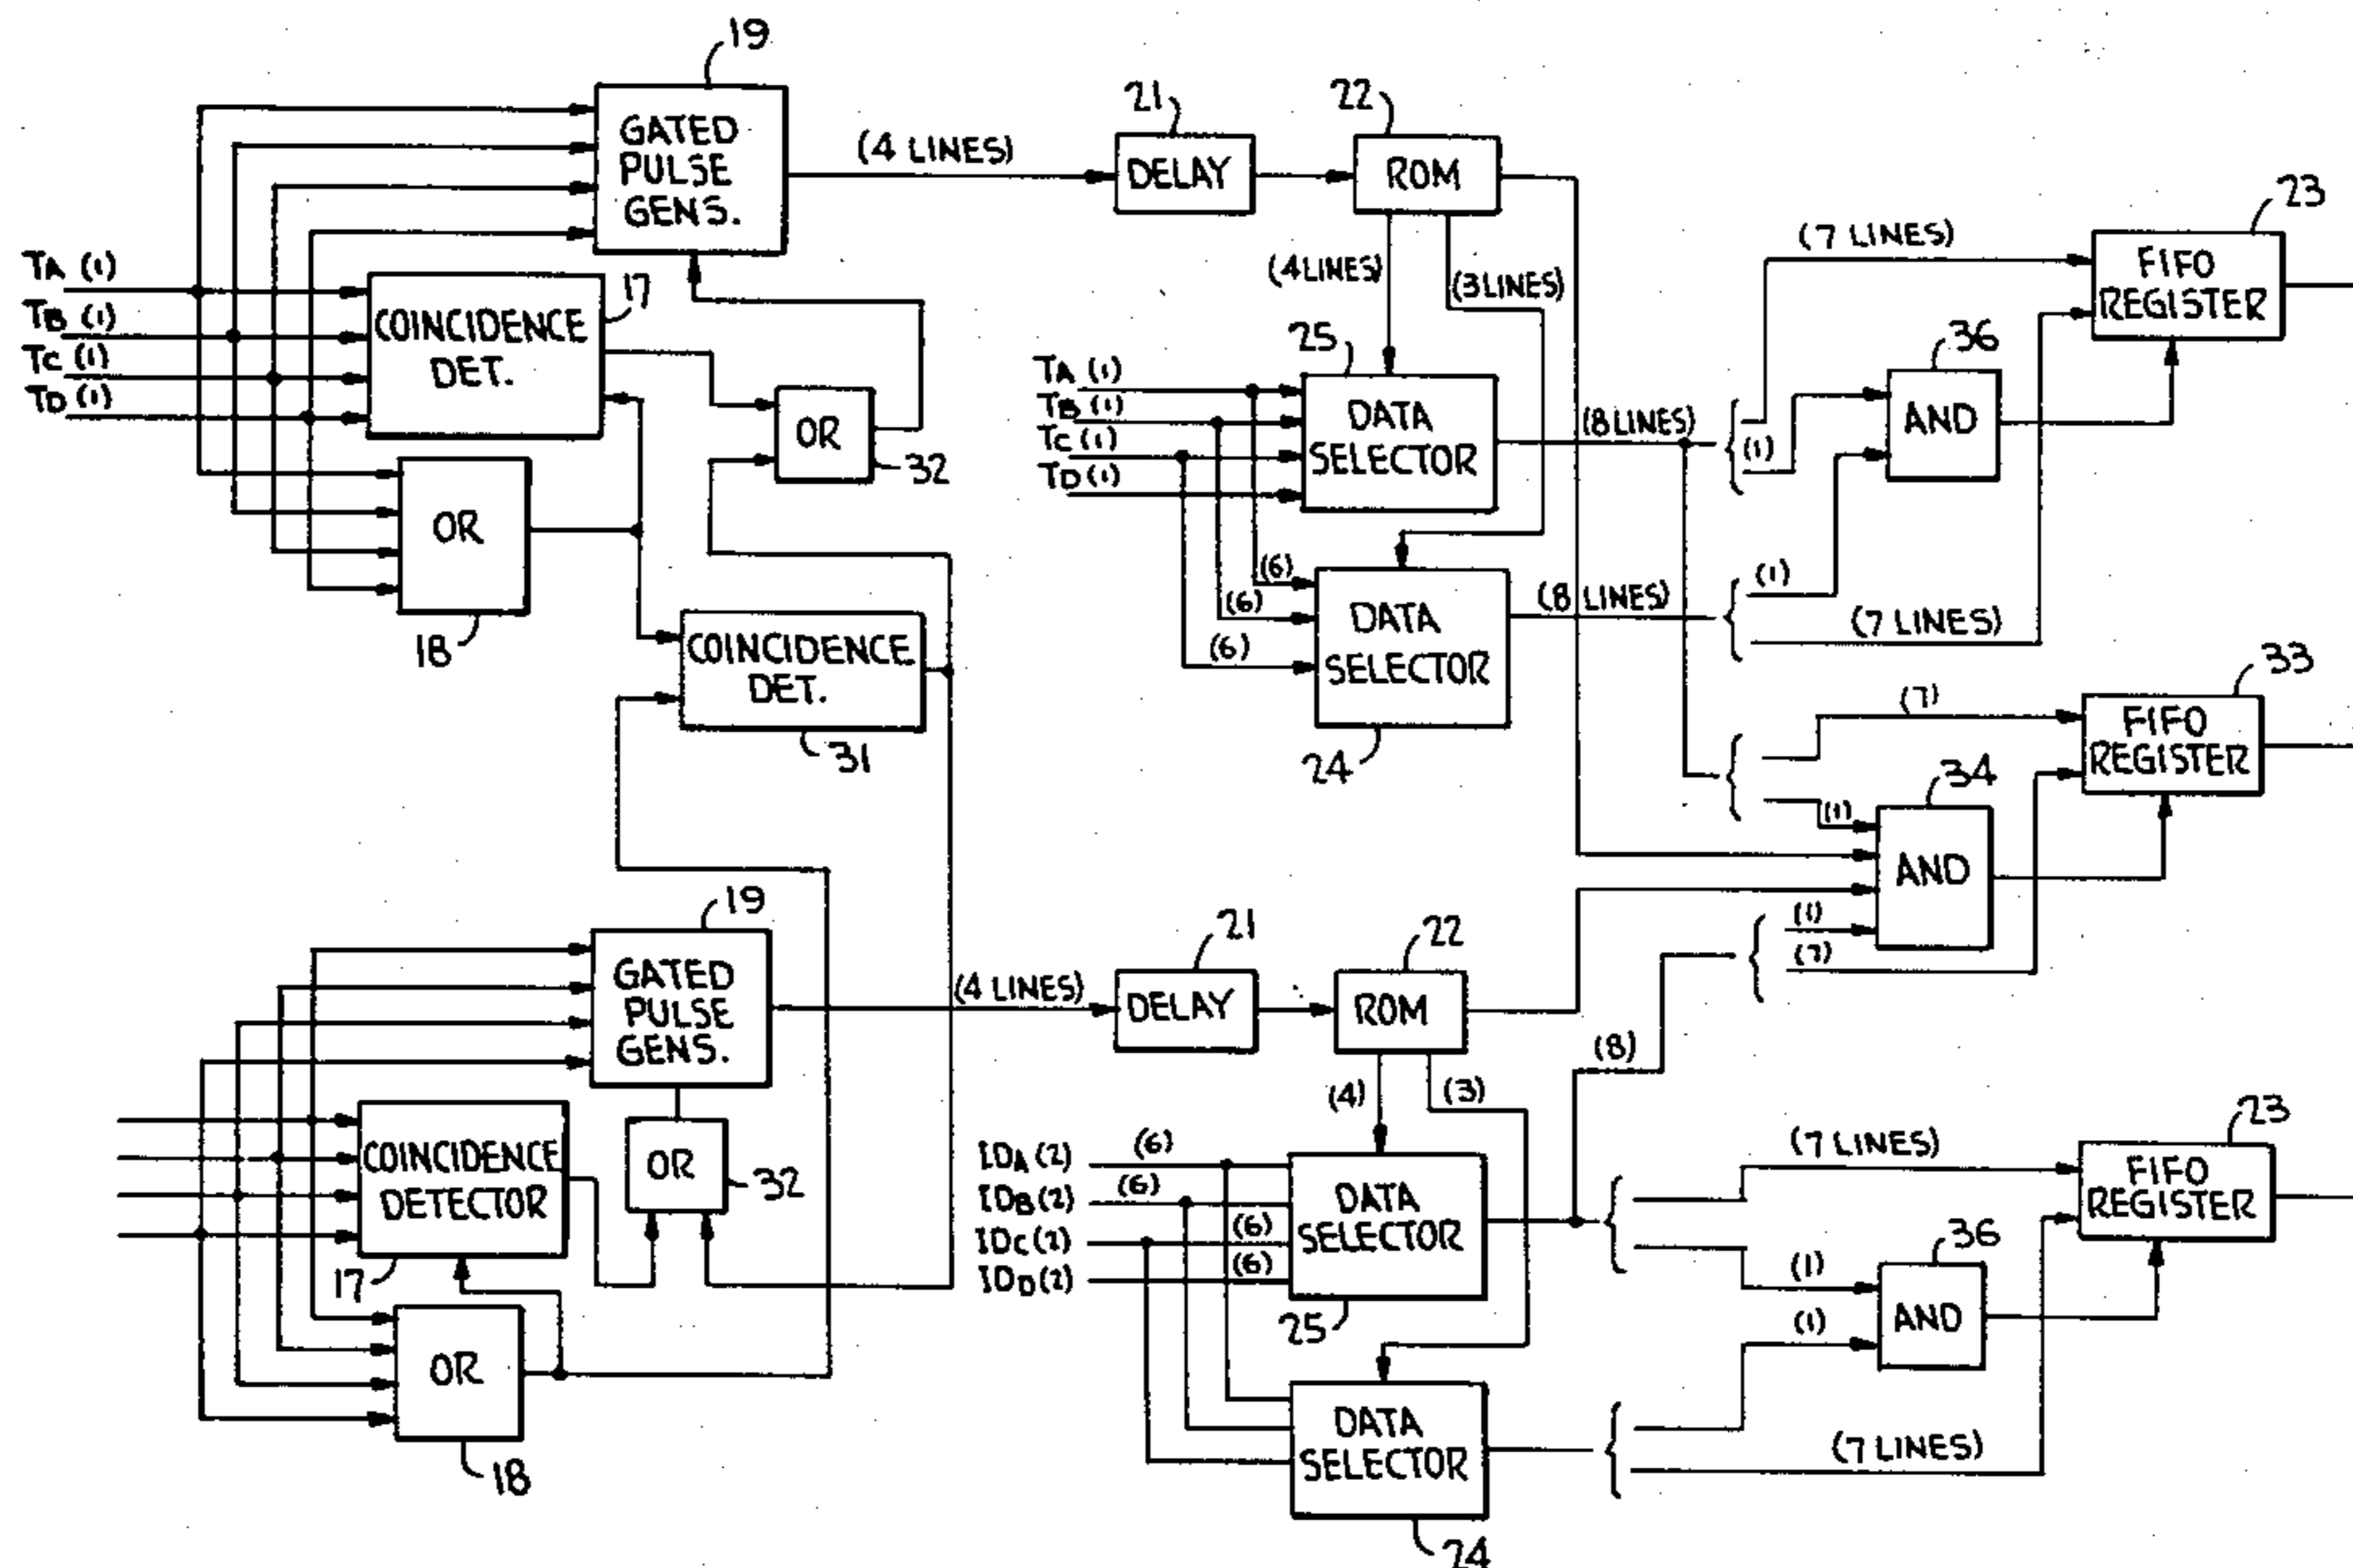 19
GATED
PULSE
GENS.
(4 LINES)
21
DELAY
22
ROM
(4LINES)
(3 LINES)
(7 LINES)
23
FIFO
REGISTER
TA (1)
TB (1)
TC (1)
TD (1)
COINCIDENCE
DET.
17
OR
32
OR
18
COINCIDENCE
DET.
31
TA (1)
TB (1)
TC (1)
TD (1)
25
DATA
SELECTOR
(8 LINES)
(1)
36
AND
(6)
(6)
(6)
DATA
SELECTOR
24
(8 LINES)
(1)
(7 LINES)
33
(7)
FIFO
REGISTER
34
(1)
AND
(1)
(7)
19
GATED
PULSE
GENS.
(4 LINES)
21
DELAY
22
ROM
(8)
(4)
(3)
COINCIDENCE
DETECTOR
17
OR
32
OR
18
IDA (2)
IDB (2)
IDC (2)
IDD (2)
(6)
(6)
(6)
(6)
DATA
SELECTOR
25
(7 LINES)
23
FIFO
REGISTER
(1)
(1)
36
AND
DATA
SELECTOR
24
(7 LINES)